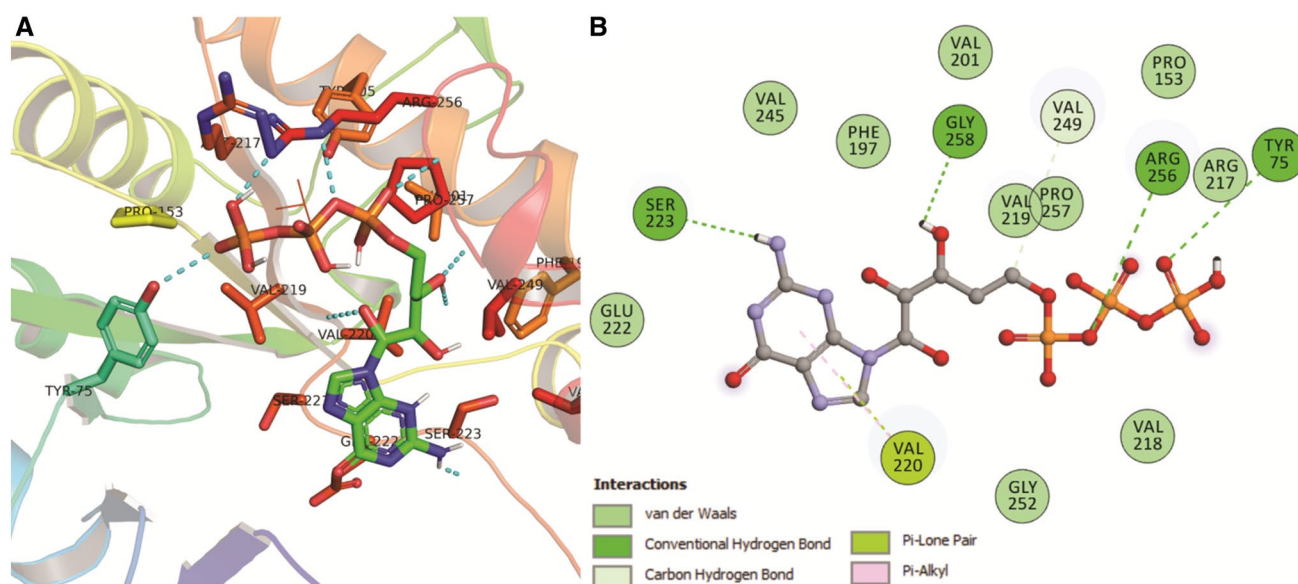 A
TYR-75
ARG-256
PRO-257
PRO-153
VAL-219
VAL-249
VAL-220
TYR-75
SER-223
B
VAL
201
PRO
153
VAL
245
PHE
197
GLY
258
VAL
249
ARG
256
ARG
217
TYR
75
SER
223
VAL
219
PRO
257
GLU
222
VAL
220
VAL
218
GLY
252
Interactions
van der Waals
Conventional Hydrogen Bond
Carbon Hydrogen Bond
Pi-Lone Pair
Pi-Alkyl